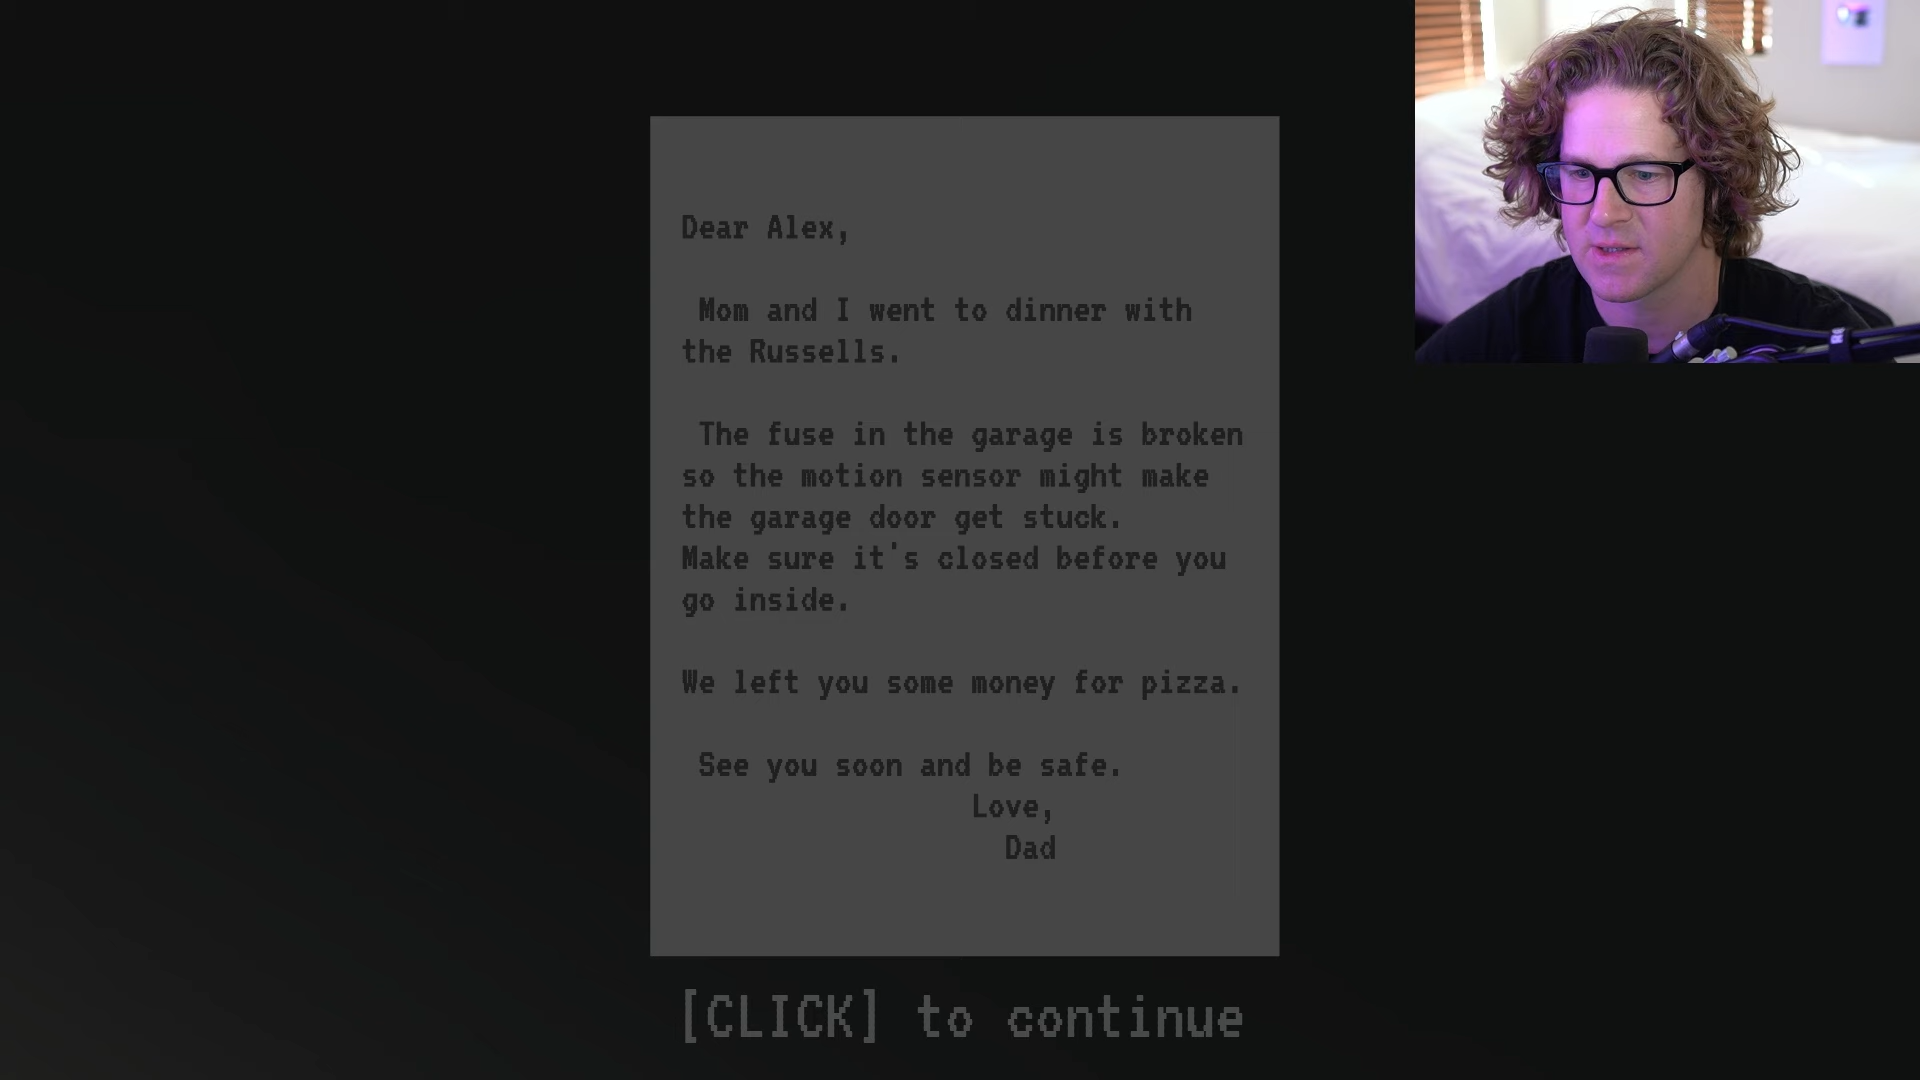 Dear Alex,
Mom and I went to dinner with
the Russells.
The fuse in the garage is broken
so the motion sensor might make
the garage door get stuck.
Make sure it's closed before you
go inside.
We left you some money for pizza.
See you soon and be safe.
Love,
Dad
[CLICK] to continue